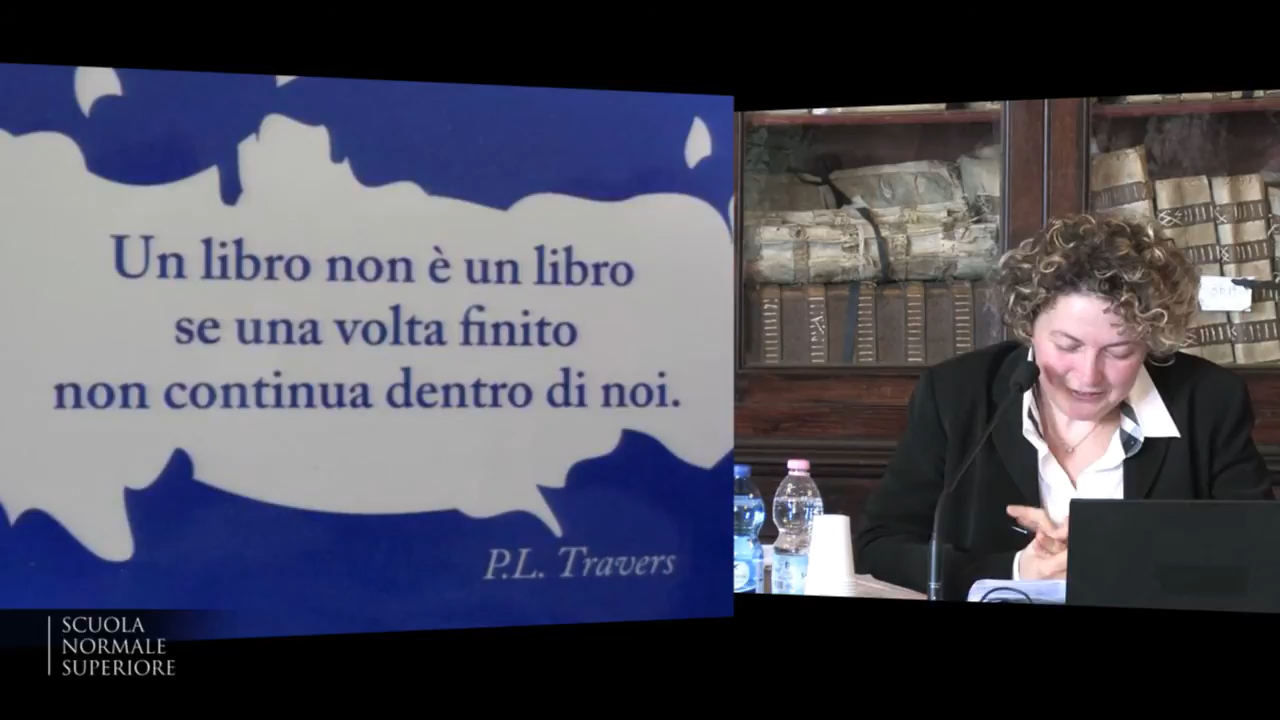 Un libro non è un libro
se una volta finito
non continua dentro di noi.
P.L. Travers
SCUOLA
NORMALE
SUPERIORE